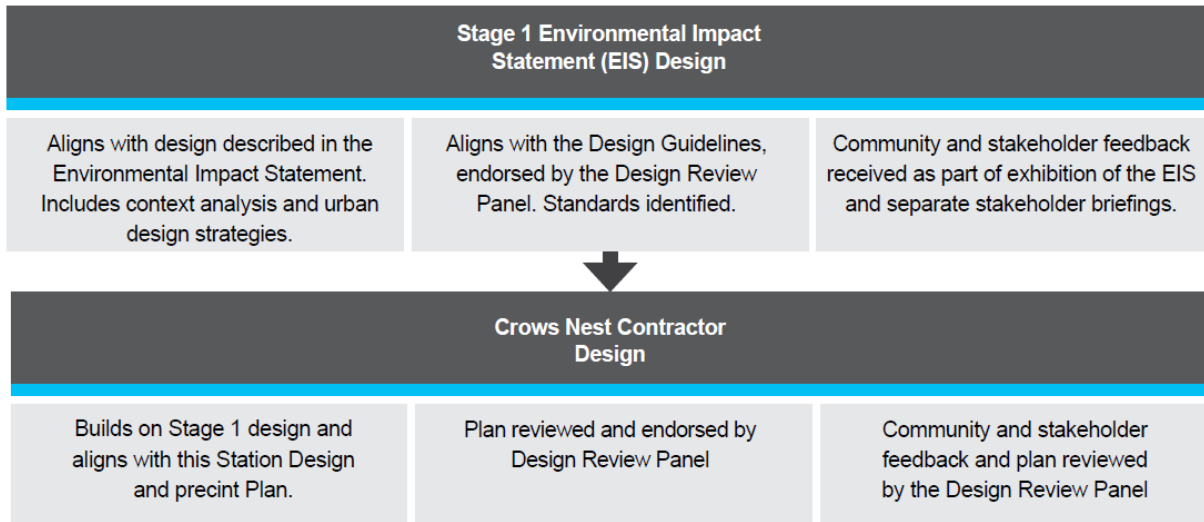 Stage 1 Environmental Impact
Statement (EIS) Design
Aligns with design described in the
Environmental Impact Statement.
Includes context analysis and urban
design strategies.
Aligns with the Design Guidelines,
endorsed by the Design Review
Panel. Standards identified.
Community and stakeholder feedback
received as part of exhibition of the EIS
and separate stakeholder briefings.
Crows Nest Contractor
Design
Builds on Stage 1 design and
aligns with this Station Design
and precint Plan.
Plan reviewed and endorsed by
Design Review Panel
Community and stakeholder
feedback and plan reviewed
by the Design Review Panel